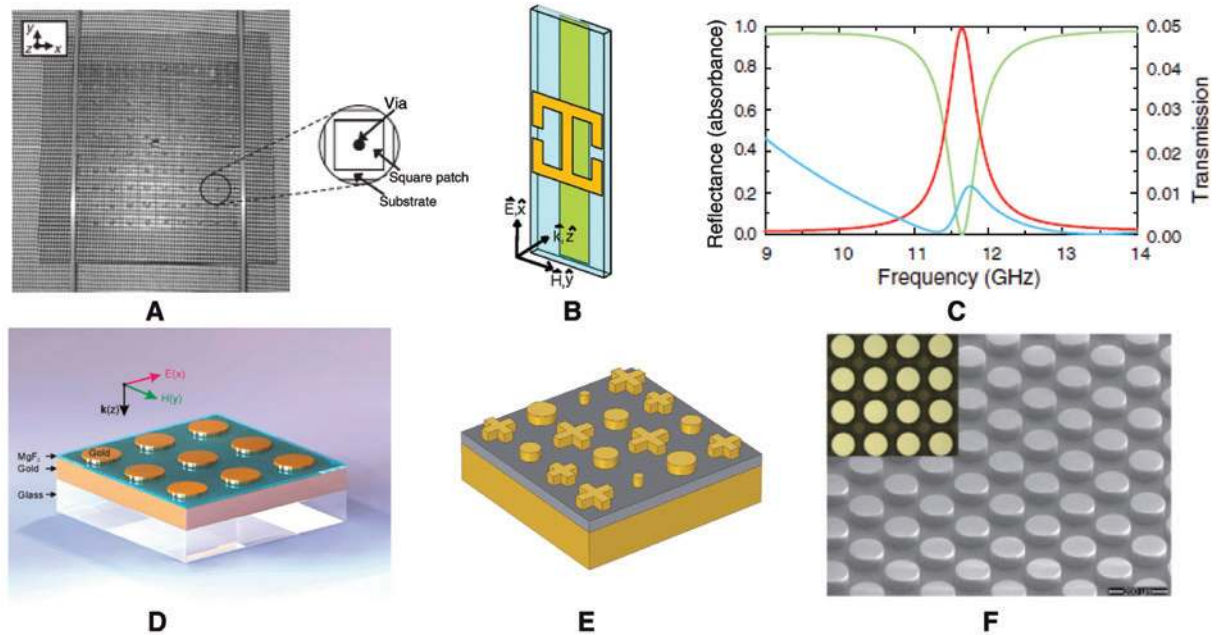 y
z x
Via
Square patch
Substrate
A
E,x̂
k,ẑ
H,ŷ
B
Reflectance (absorbance)
1.0
0.8
0.6
0.4
0.2
0.0
9 10 11 12 13 14
Frequency (GHz)
0.05
0.04
0.03
0.02
0.01
0.00
Transmission
C
E(x)
H(y)
k(z)
MgF2
Gold
Gold
Glass
D
E
F